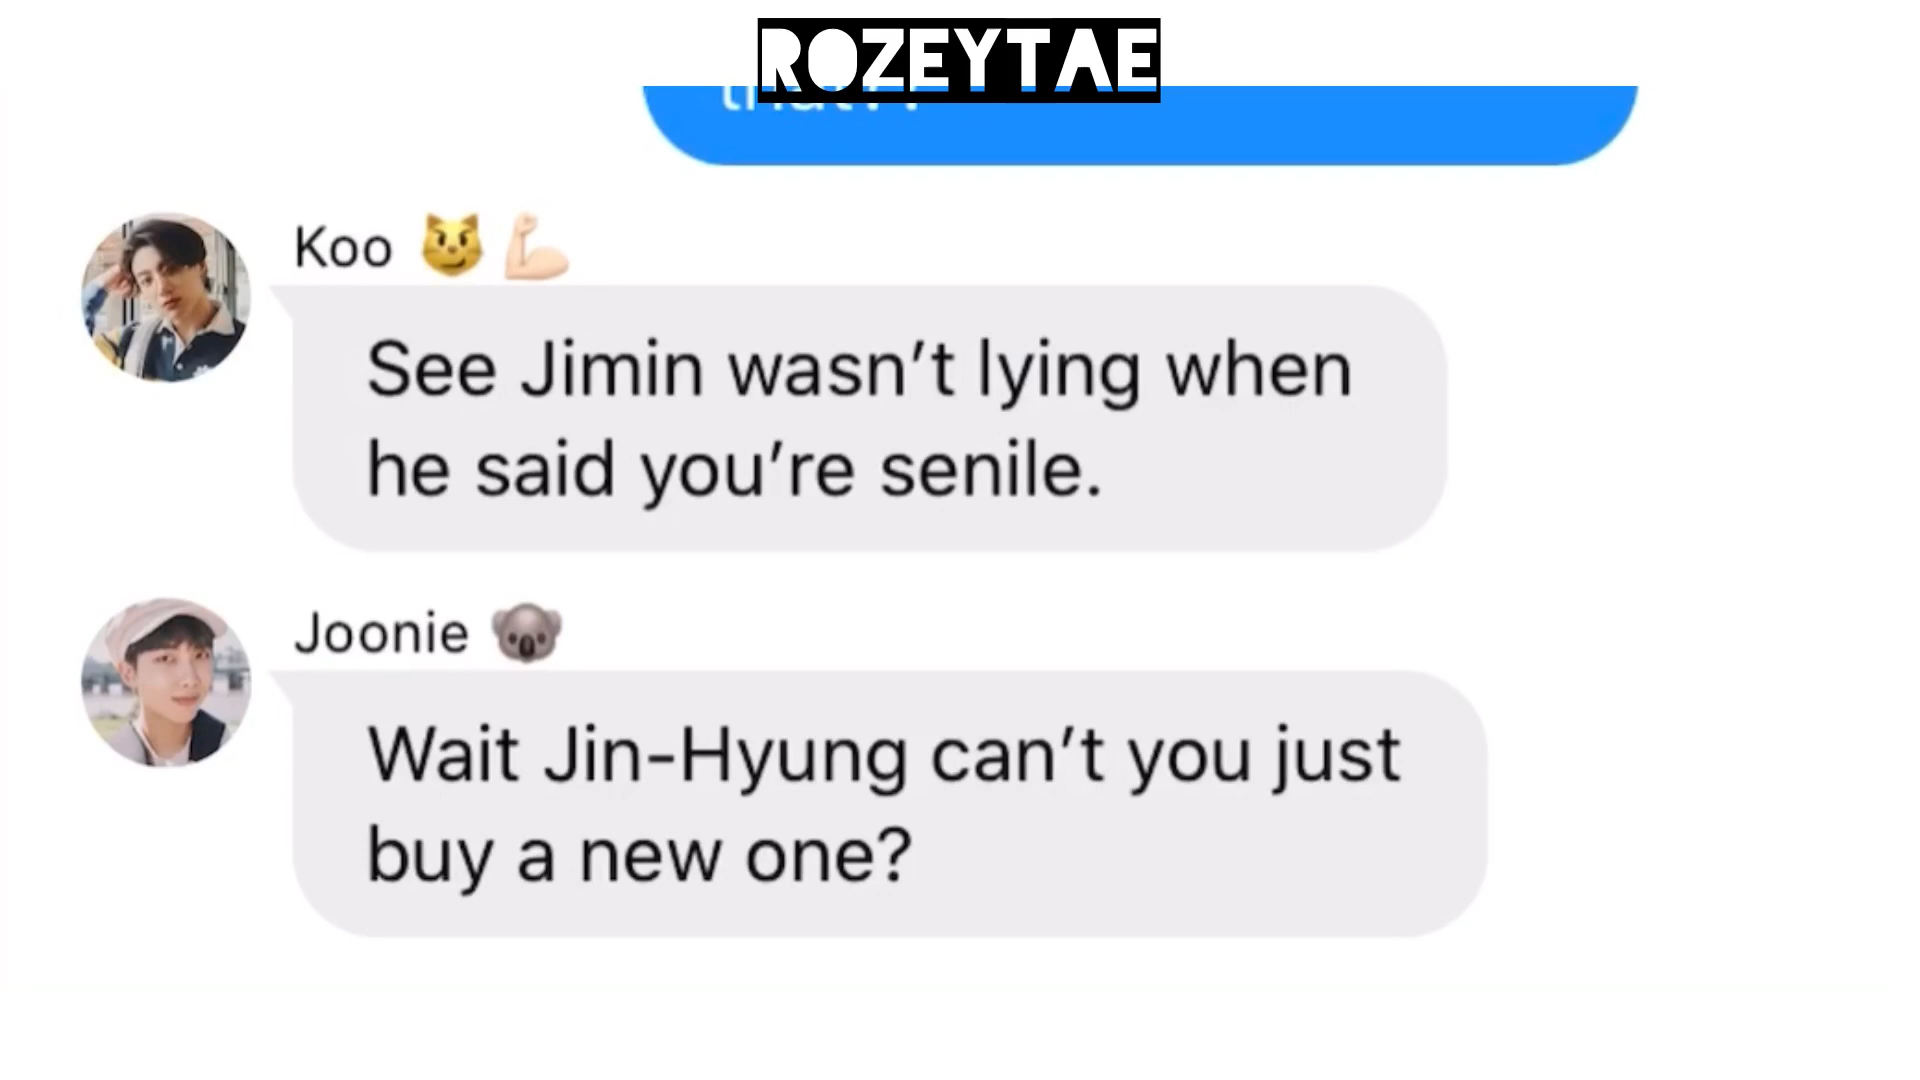 ROZEYTAE
Koo 😼 💪🏻
See Jimin wasn't lying when
he said you're senile.
Joonie 🐨
Wait Jin-Hyung can't you just
buy a new one?